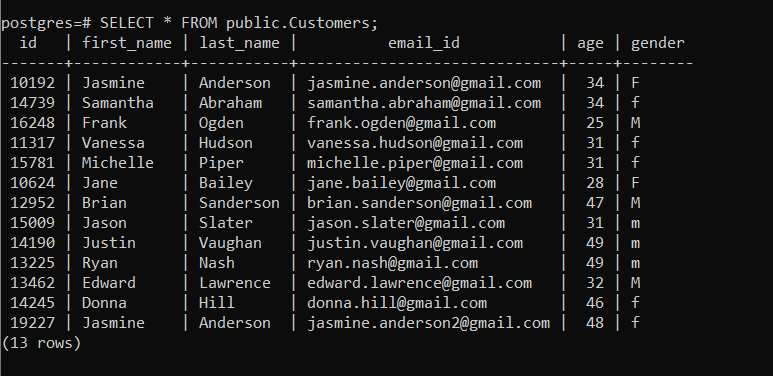 postgres=# SELECT * FROM public.Customers;
  id   | first_name | last_name |          email_id           | age | gender
-------+------------+-----------+-----------------------------+-----+--------
 10192 | Jasmine    | Anderson  | jasmine.anderson@gmail.com  |  34 | F
 14739 | Samantha   | Abraham   | samantha.abraham@gmail.com  |  34 | f
 16248 | Frank      | Ogden     | frank.ogden@gmail.com       |  25 | M
 11317 | Vanessa    | Hudson    | vanessa.hudson@gmail.com    |  31 | f
 15781 | Michelle   | Piper     | michelle.piper@gmail.com    |  31 | f
 10624 | Jane       | Bailey    | jane.bailey@gmail.com       |  28 | F
 12952 | Brian      | Sanderson | brian.sanderson@gmail.com   |  47 | M
 15009 | Jason      | Slater    | jason.slater@gmail.com      |  31 | m
 14190 | Justin     | Vaughan   | justin.vaughan@gmail.com    |  49 | m
 13225 | Ryan       | Nash      | ryan.nash@gmail.com         |  49 | m
 13462 | Edward     | Lawrence  | edward.lawrence@gmail.com   |  32 | M
 14245 | Donna      | Hill      | donna.hill@gmail.com        |  46 | f
 19227 | Jasmine    | Anderson  | jasmine.anderson2@gmail.com |  48 | f
(13 rows)